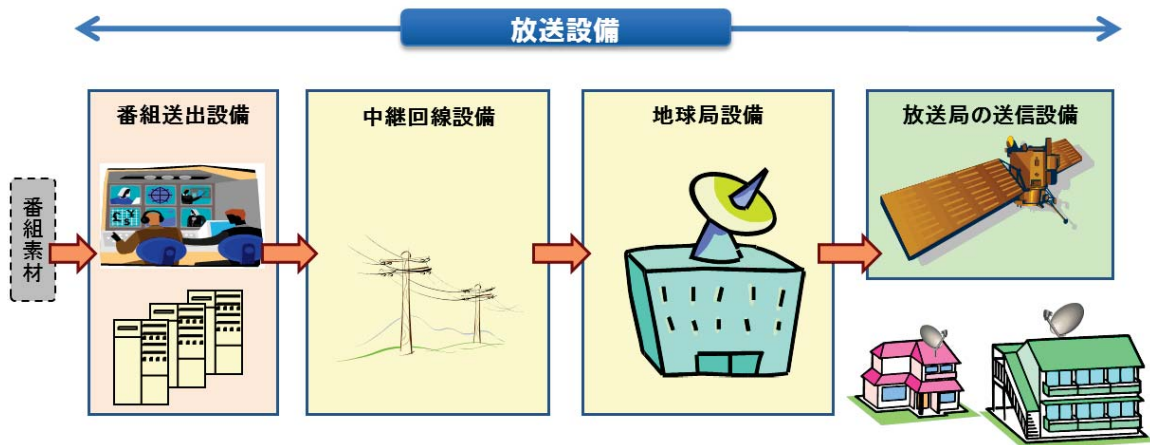 放送設備
番組素材
番組送出設備
中継回線設備
地球局設備
放送局の送信設備